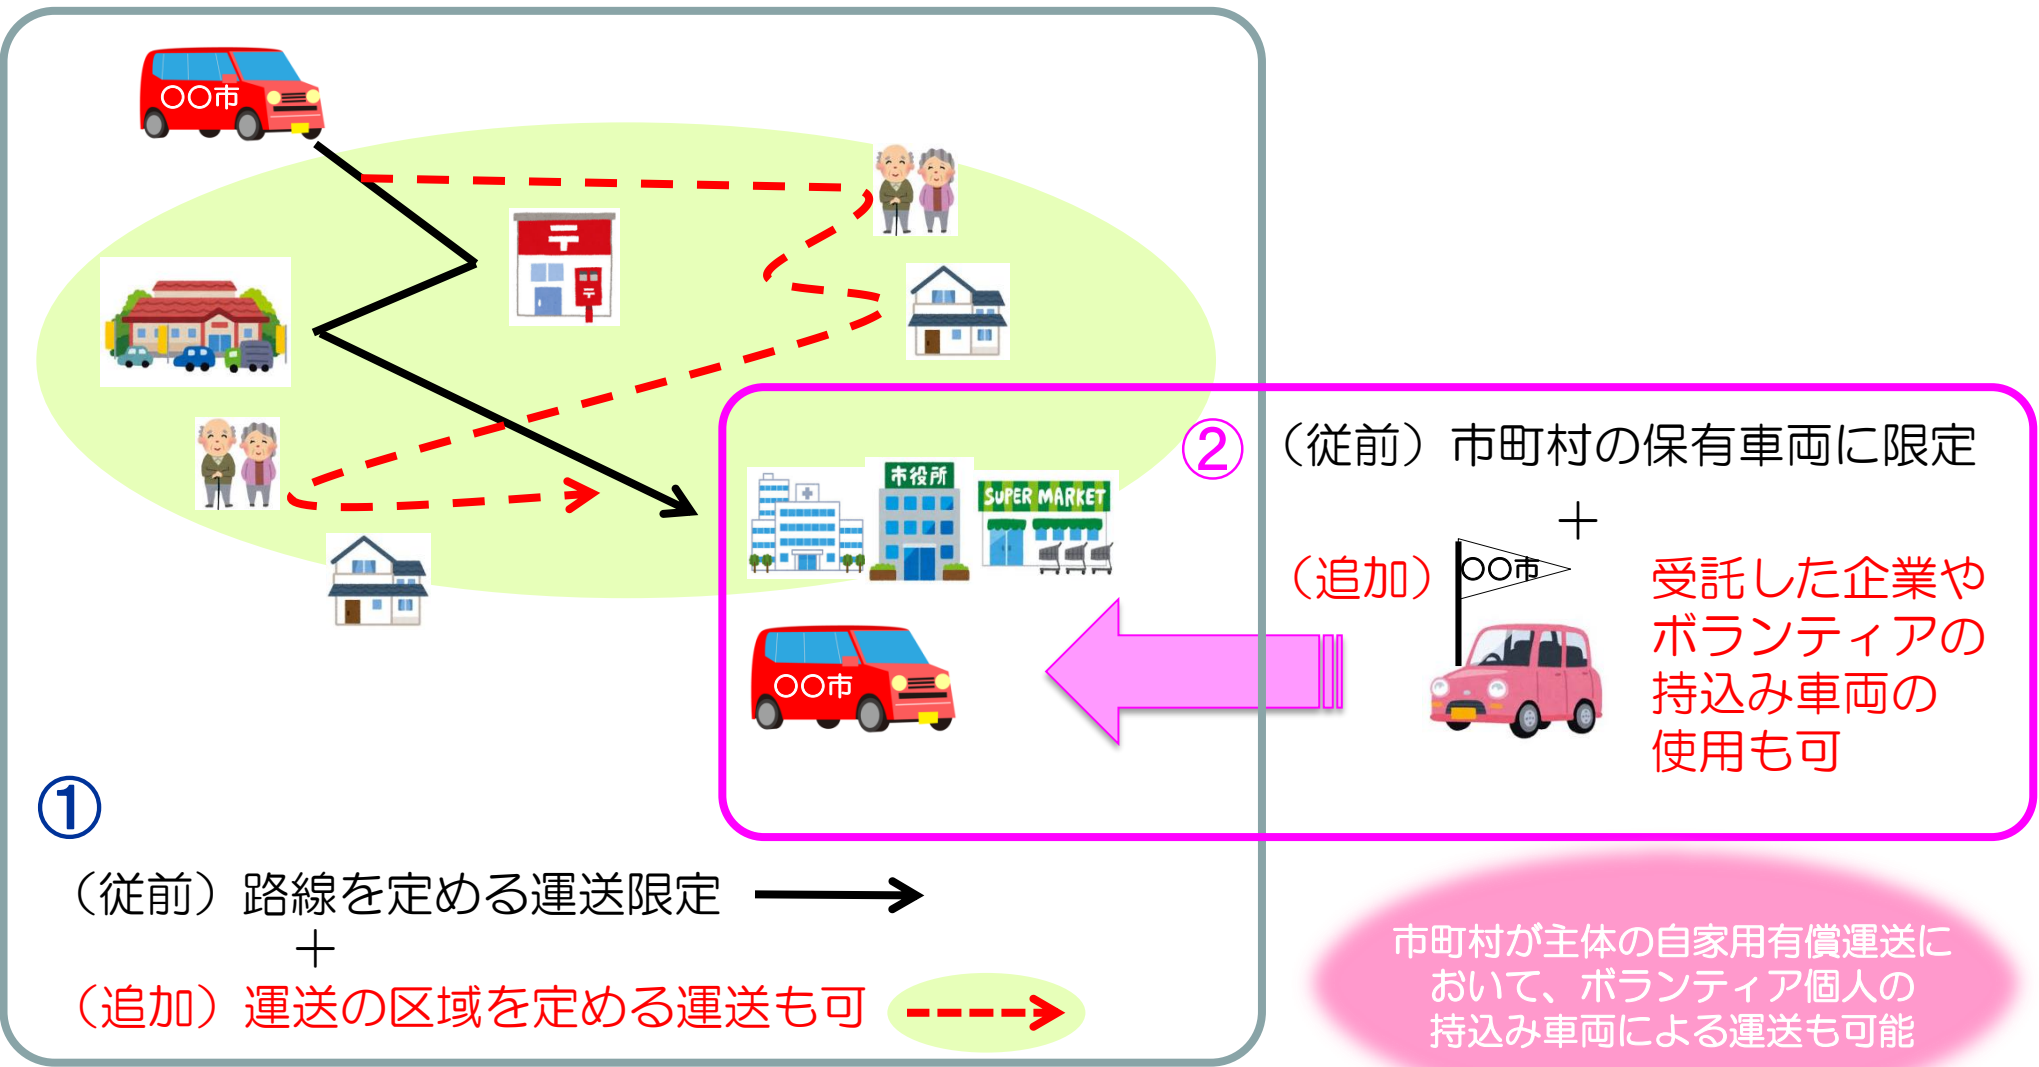 〇〇市
〒
〒
②
(従前)市町村の保有車両に限定
+
(追加)
〇〇市
受託した企業や
ボランティアの
持込み車両の
使用も可
市役所
SUPER MARKET
〇〇市
①
(従前)路線を定める運送限定
+
(追加)運送の区域を定める運送も可
市町村が主体の自家用有償運送に
おいて、ボランティア個人の
持込み車両による運送も可能